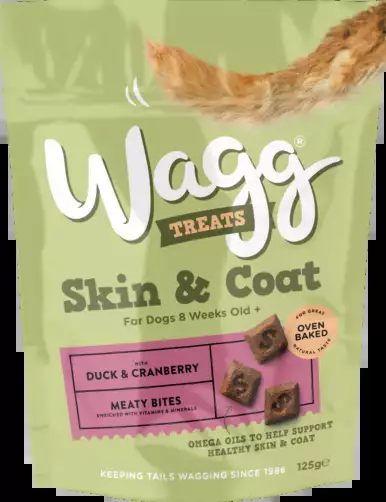 Wagg®
TREATS
Skin & Coat
For Dogs 8 Weeks Old +
FOR GREAT
OVEN
BAKED
NATURAL TASTE
WITH
DUCK & CRANBERRY
MEATY BITES
ENRICHED WITH VITAMINS & MINERALS
OMEGA OILS TO HELP SUPPORT
HEALTHY SKIN & COAT
125g℮
KEEPING TAILS WAGGING SINCE 1986